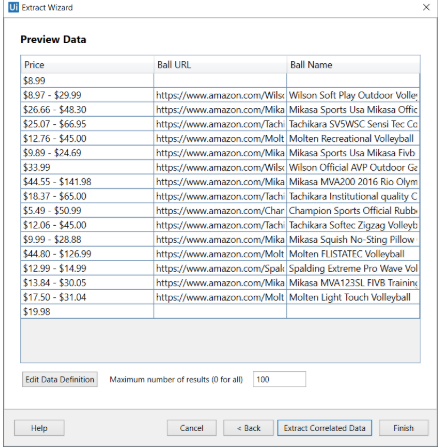 Ui Extract Wizard
Preview Data
Price Ball URL Ball Name
$8.99
$8.97 - $29.99 https://www.amazon.com/Wils Wilson Soft Play Outdoor Volley
$26.66 - $48.30 https://www.amazon.com/Mika Mikasa Sports Usa Mikasa Offic
$25.07 - $66.95 https://www.amazon.com/Tachi Tachikara SV5WSC Sensi Tec Co
$12.76 - $45.00 https://www.amazon.com/Molt Molten Recreational Volleyball
$9.89 - $24.69 https://www.amazon.com/Mika Mikasa Sports Usa Mikasa Fivb
$33.99 https://www.amazon.com/Wils Wilson Official AVP Outdoor Ga
$44.55 - $141.98 https://www.amazon.com/Mika Mikasa MVA200 2016 Rio Olym
$18.37 - $65.00 https://www.amazon.com/Tachi Tachikara Institutional quality C
$5.49 - $50.99 https://www.amazon.com/Char Champion Sports Official Rubb
$12.06 - $45.00 https://www.amazon.com/Tachi Tachikara Softec Zigzag Volleyb
$9.99 - $28.88 https://www.amazon.com/Mika Mikasa Squish No-Sting Pillow
$44.80 - $126.99 https://www.amazon.com/Molt Molten FLISTATEC Volleyball
$12.99 - $14.99 https://www.amazon.com/Spalc Spalding Extreme Pro Wave Vol
$13.84 - $30.05 https://www.amazon.com/Mika Mikasa MVA123SL FIVB Training
$17.50 - $31.04 https://www.amazon.com/Molt Molten Light Touch Volleyball
$19.98
Edit Data Definition Maximum number of results (0 for all) 100
Help Cancel < Back Extract Correlated Data Finish